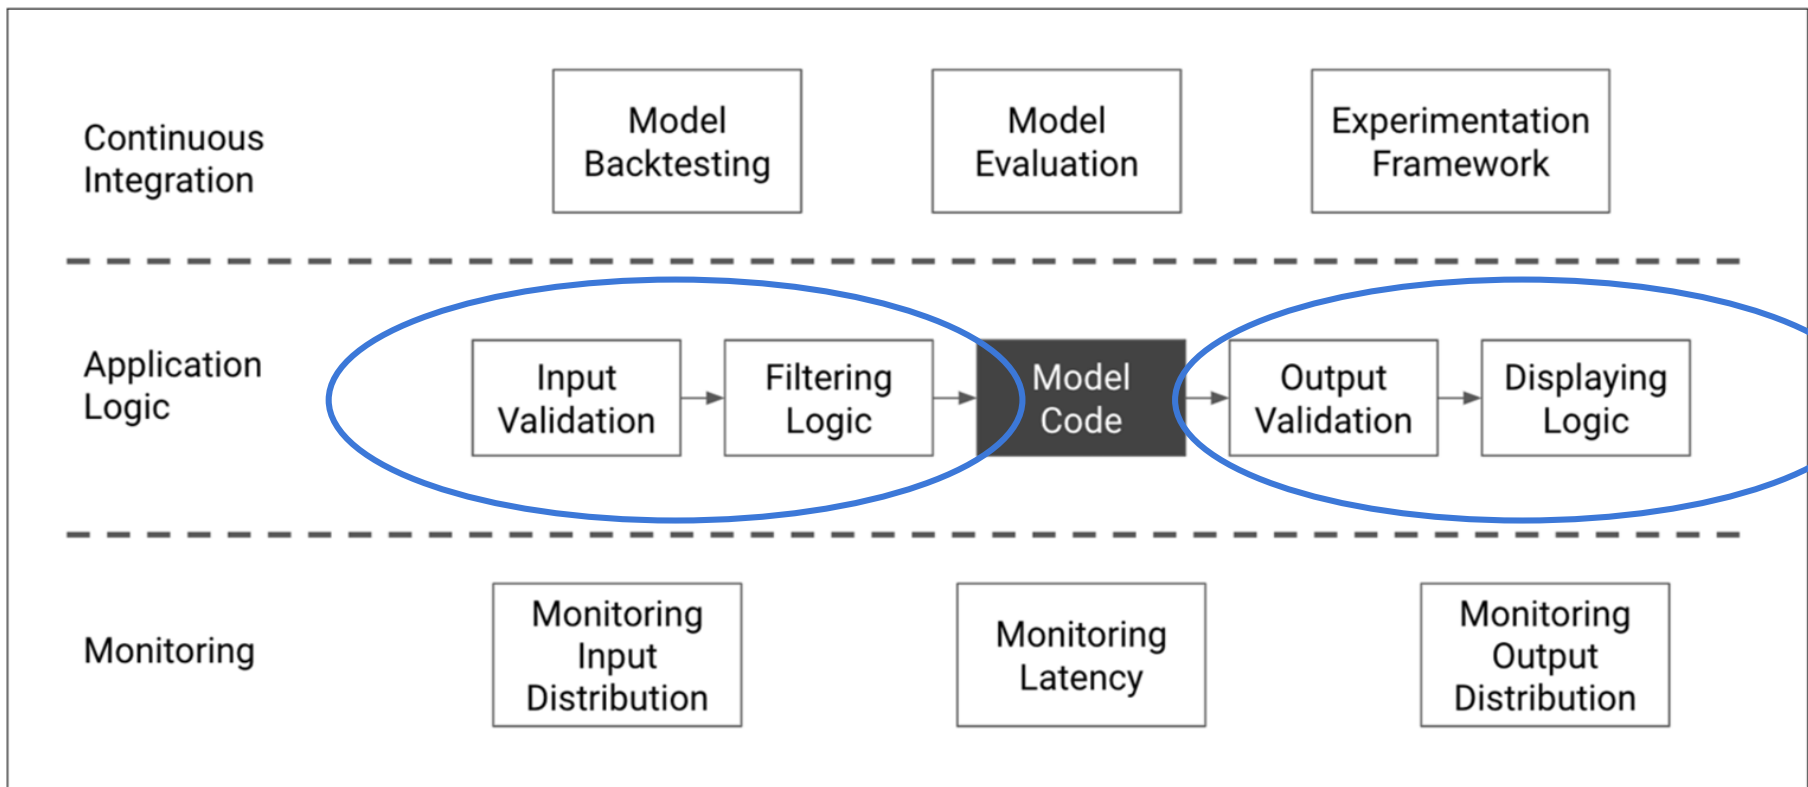 Continuous
Integration
Model
Backtesting
Model
Evaluation
Experimentation
Framework
Application
Logic
Input
Validation
Filtering
Logic
Model
Code
Output
Validation
Displaying
Logic
Monitoring
Monitoring
Input
Distribution
Monitoring
Latency
Monitoring
Output
Distribution